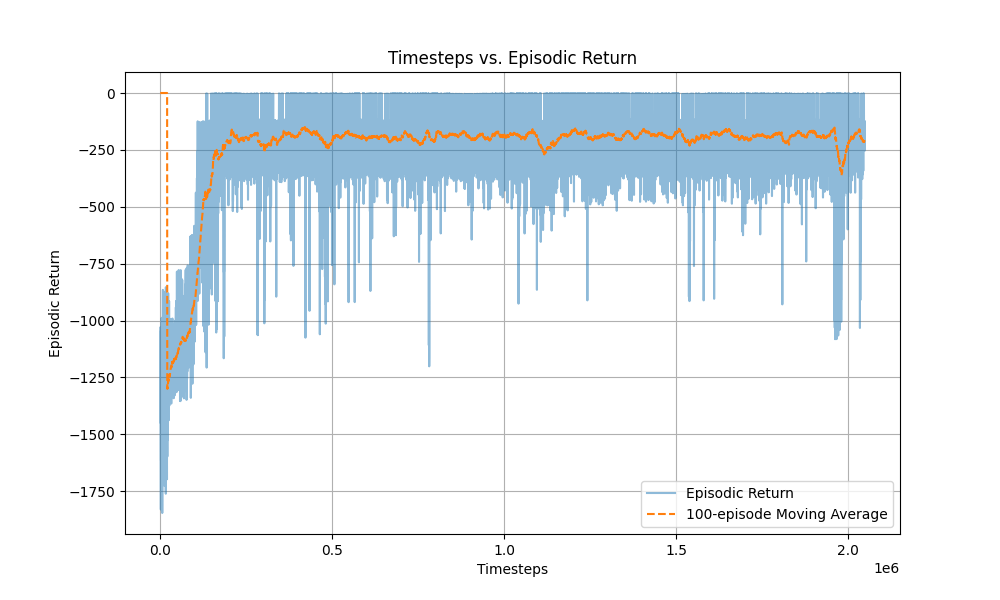 Timesteps vs. Episodic Return
Episodic Return
0
−250
−500
−750
−1000
−1250
−1500
−1750
0.0
0.5
1.0
1.5
2.0
1e6
Timesteps
Episodic Return
100-episode Moving Average